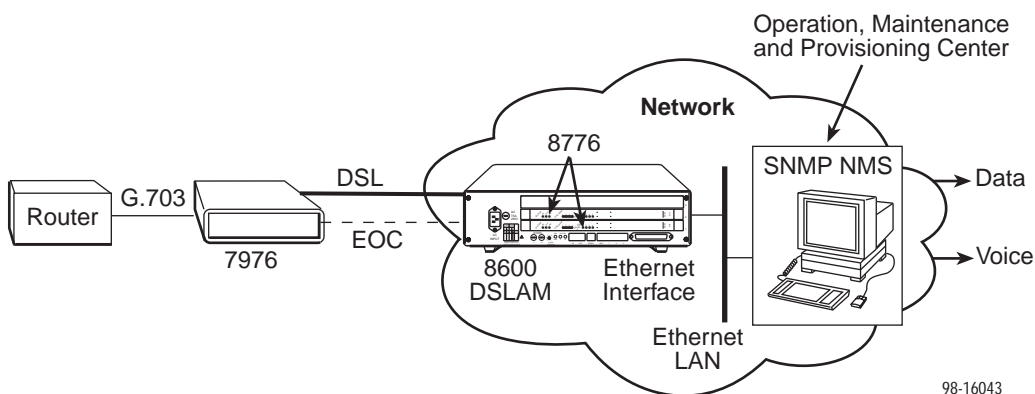 Operation, Maintenance
and Provisioning Center
Network
8776
SNMP NMS
DSL
G.703
Router
EOC
7976
8600
DSLAM
Ethernet
Interface
Ethernet
LAN
Data
Voice
98-16043